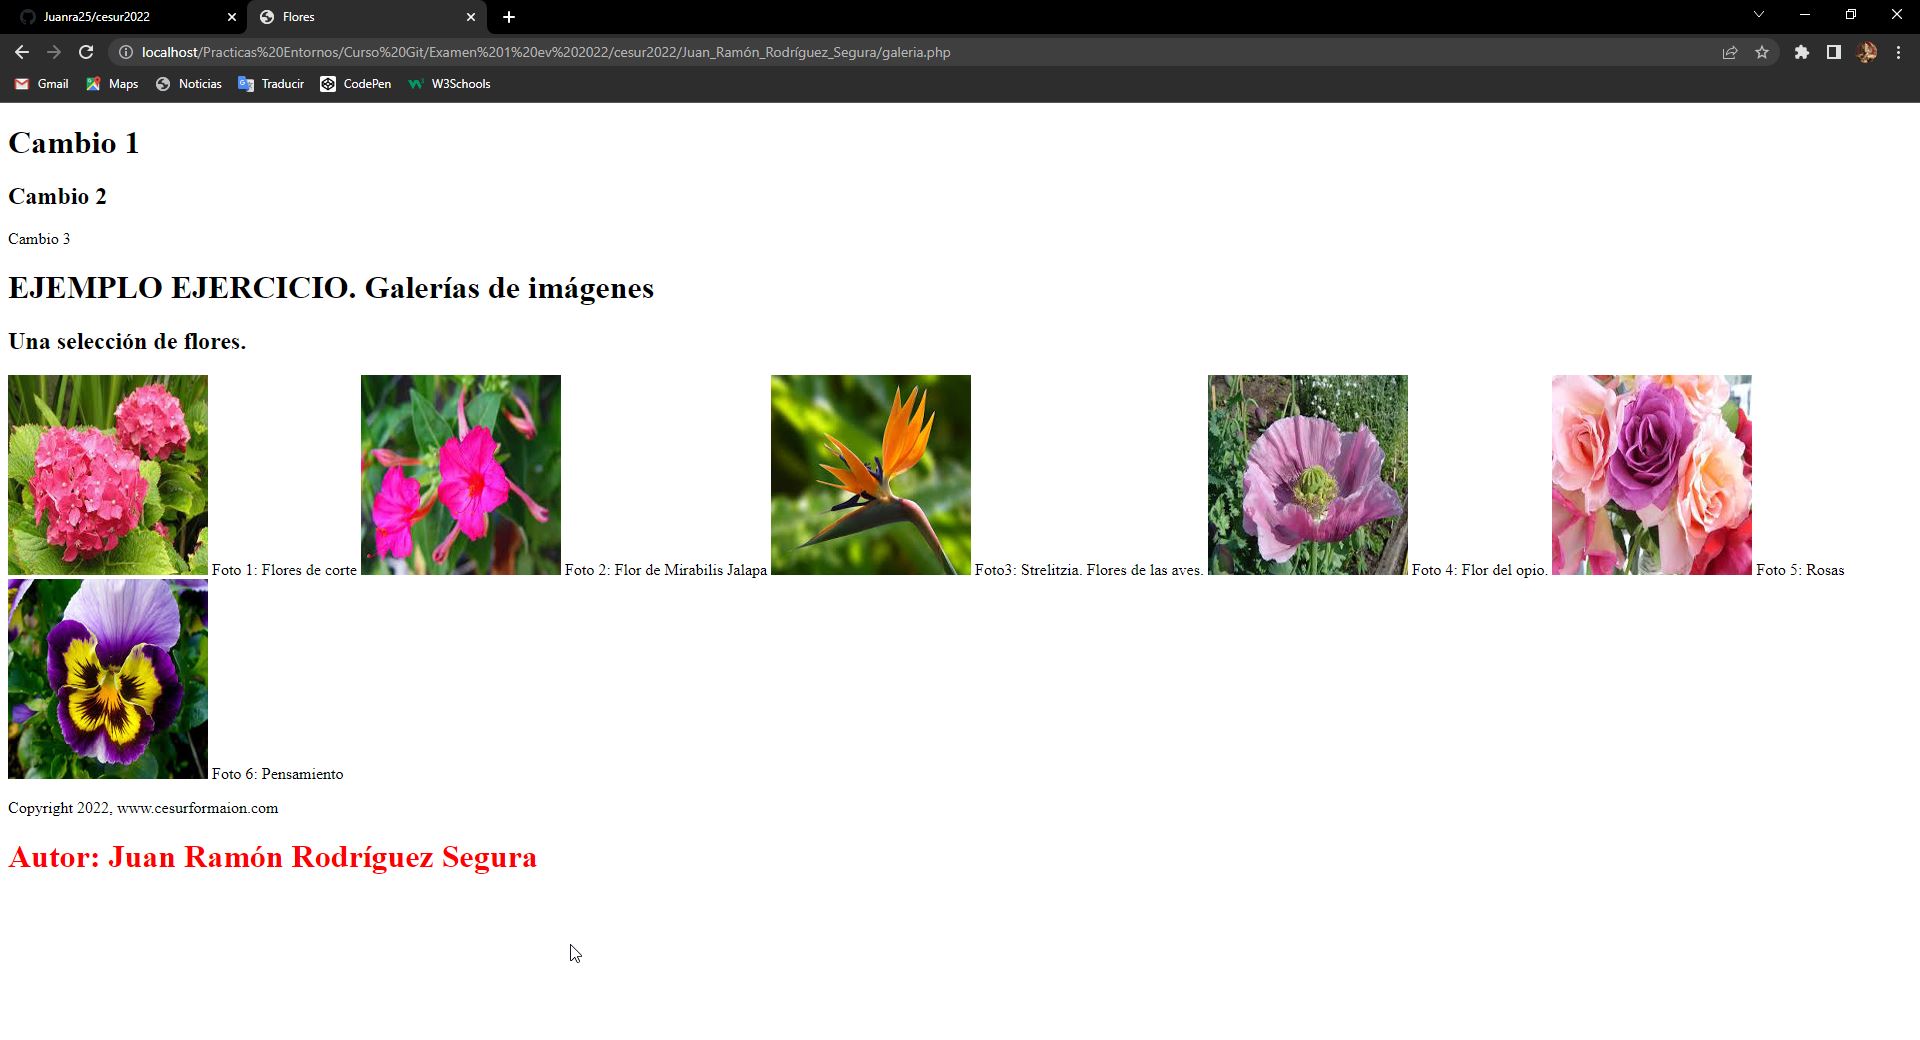 Juanra25/cesur2022
Flores
localhost/Practicas%20Entornos/Curso%20Git/Examen%201%20ev%202022/cesur2022/Juan_Ramón_Rodríguez_Segura/galeria.php
Gmail Maps Noticias Traducir CodePen W3Schools
Cambio 1
Cambio 2
Cambio 3
EJEMPLO EJERCICIO. Galerías de imágenes
Una selección de flores.
Foto 1: Flores de corte Foto 2: Flor de Mirabilis Jalapa Foto3: Strelitzia. Flores de las aves. Foto 4: Flor del opio. Foto 5: Rosas
Foto 6: Pensamiento
Copyright 2022, www.cesurformaion.com
Autor: Juan Ramón Rodríguez Segura